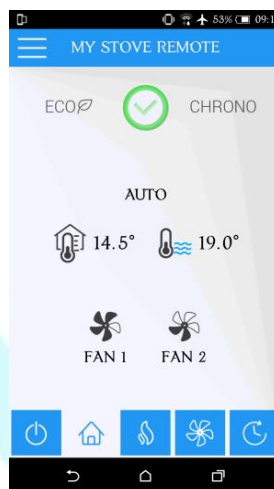 53% 09:1
MY STOVE REMOTE
ECO CHRONO
AUTO
14.5° 19.0°
FAN 1 FAN 2